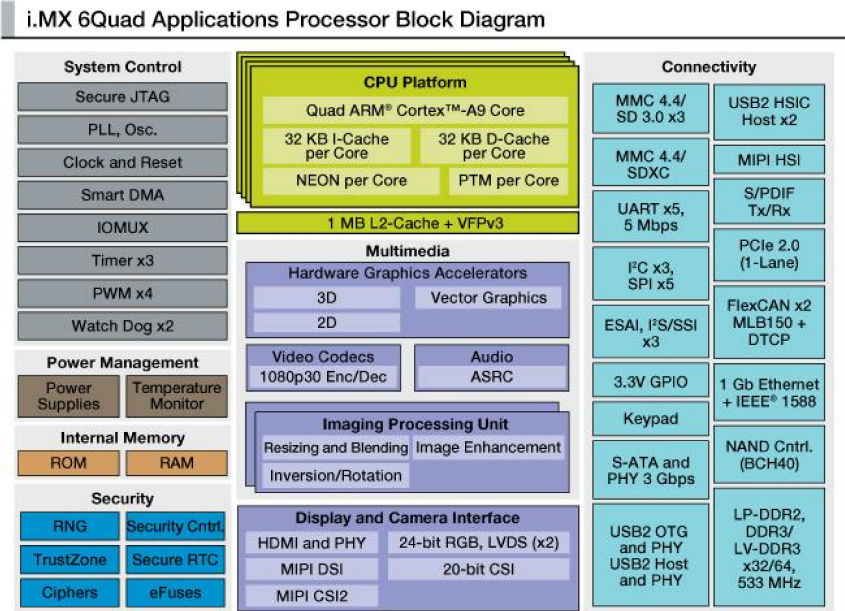 i.MX 6Quad Applications Processor Block Diagram
System Control
Secure JTAG
PLL, Osc.
Clock and Reset
Smart DMA
IOMUX
Timer x3
PWM x4
Watch Dog x2
Power Management
Power
Supplies
Temperature
Monitor
Internal Memory
ROM
RAM
Security
RNG
Security Cntrl.
TrustZone
Secure RTC
Ciphers
eFuses
CPU Platform
Quad ARM® Cortex™-A9 Core
32 KB I-Cache
per Core
32 KB D-Cache
per Core
NEON per Core
PTM per Core
1 MB L2-Cache + VFPv3
Multimedia
Hardware Graphics Accelerators
3D
Vector Graphics
2D
Video Codecs
1080p30 Enc/Dec
Audio
ASRC
Imaging Processing Unit
Resizing and Blending
Image Enhancement
Inversion/Rotation
Display and Camera Interface
HDMI and PHY
24-bit RGB, LVDS (x2)
MIPI DSI
20-bit CSI
MIPI CSI2
Connectivity
MMC 4.4/
SD 3.0 x3
MMC 4.4/
SDXC
UART x5,
5 Mbps
I²C x3,
SPI x5
ESAI, I²S/SSI
x3
3.3V GPIO
Keypad
S-ATA and
PHY 3 Gbps
USB2 OTG
and PHY
USB2 Host
and PHY
USB2 HSIC
Host x2
MIPI HSI
S/PDIF
Tx/Rx
PCIe 2.0
(1-Lane)
FlexCAN x2
MLB150 +
DTCP
1 Gb Ethernet
+ IEEE® 1588
NAND Cntrl.
(BCH40)
LP-DDR2,
DDR3/
LV-DDR3
x32/64,
533 MHz